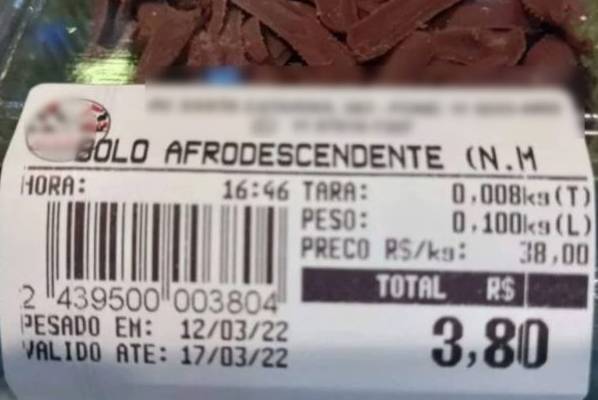 BOLO AFRODESCENDENTE (N.M
HORA: 16:46 TARA: 0,008kg(T)
PESO: 0,100kg(L)
PRECO R$/kg: 38,00
TOTAL R$
2 439500 003804
PESADO EM: 12/03/22
VALIDO ATE: 17/03/22
3,80